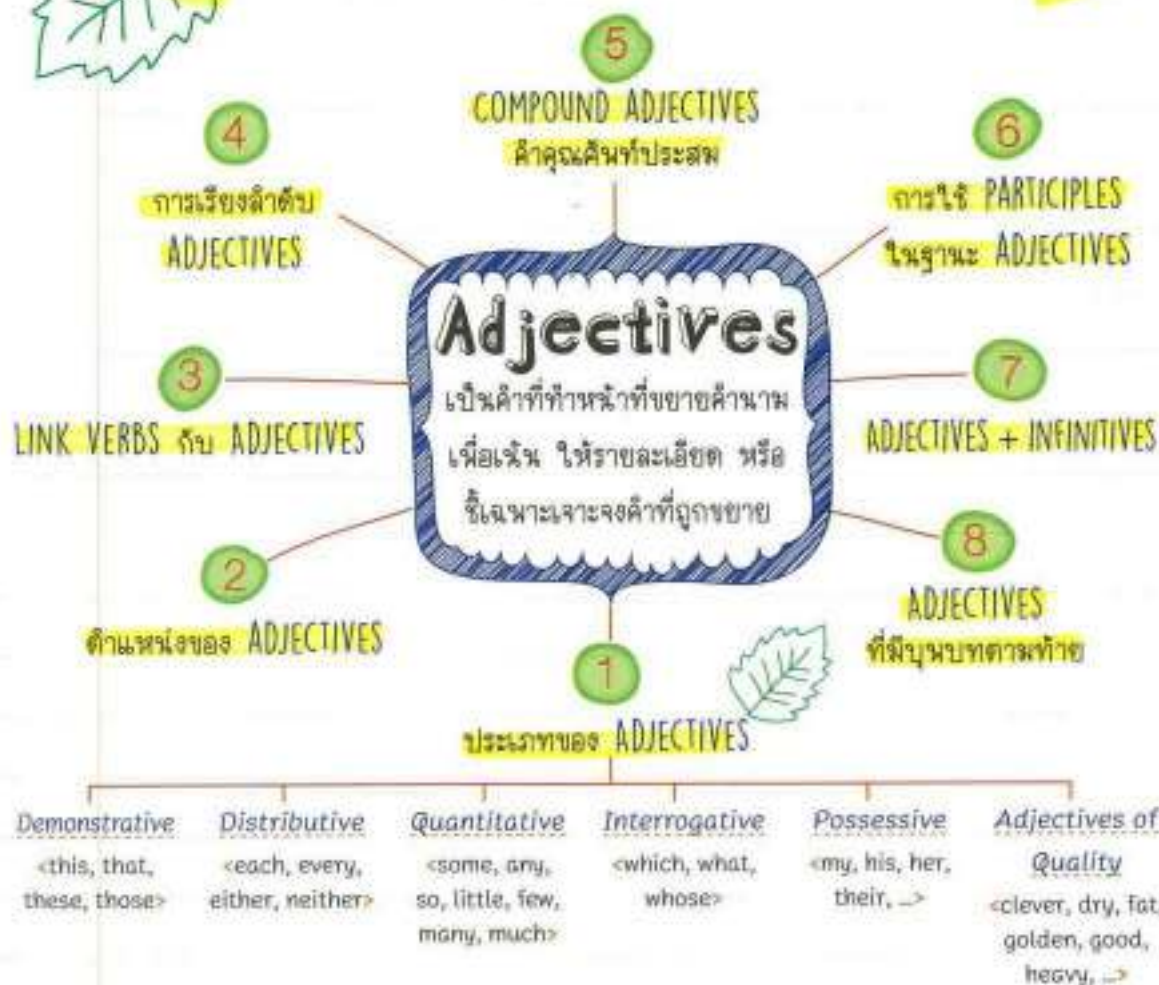 5
COMPOUND ADJECTIVES
คำคุณศัพท์ประสม
4
การเรียงลำดับ
ADJECTIVES
6
การใช้ PARTICIPLES
ในฐานะ ADJECTIVES
Adjectives
เป็นคำที่ทำหน้าที่ขยายคำนาม
เพื่อเน้น ให้รายละเอียด หรือ
ชี้เฉพาะเจาะจงคำที่ถูกขยาย
3
LINK VERBS กับ ADJECTIVES
7
ADJECTIVES + INFINITIVES
2
ตำแหน่งของ ADJECTIVES
8
ADJECTIVES
ที่มีบุพบทตามท้าย
1
ประเภทของ ADJECTIVES
Demonstrative
<this, that,
these, those>
Distributive
<each, every,
either, neither>
Quantitative
<some, any,
so, little, few,
many, much>
Interrogative
<which, what,
whose>
Possessive
<my, his, her,
their, ...>
Adjectives of
Quality
<clever, dry, fat
golden, good,
heavy, ...>